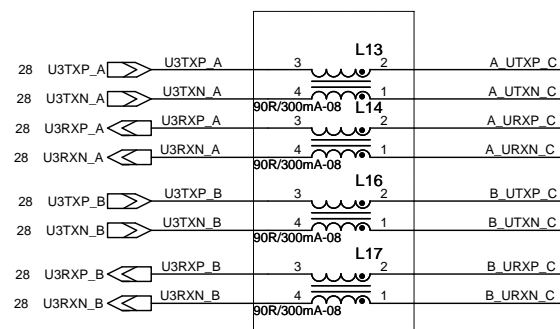 L13
28 U3TXP_A U3TXP_A 3 2 A_UTXP_C
28 U3TXN_A U3TXN_A 4 1 A_UTXN_C
90R/300mA-08 L14
28 U3RXP_A U3RXP_A 3 2 A_URXP_C
28 U3RXN_A U3RXN_A 4 1 A_URXN_C
90R/300mA-08
L16
28 U3TXP_B U3TXP_B 3 2 B_UTXP_C
28 U3TXN_B U3TXN_B 4 1 B_UTXN_C
90R/300mA-08
L17
28 U3RXP_B U3RXP_B 3 2 B_URXP_C
28 U3RXN_B U3RXN_B 4 1 B_URXN_C
90R/300mA-08